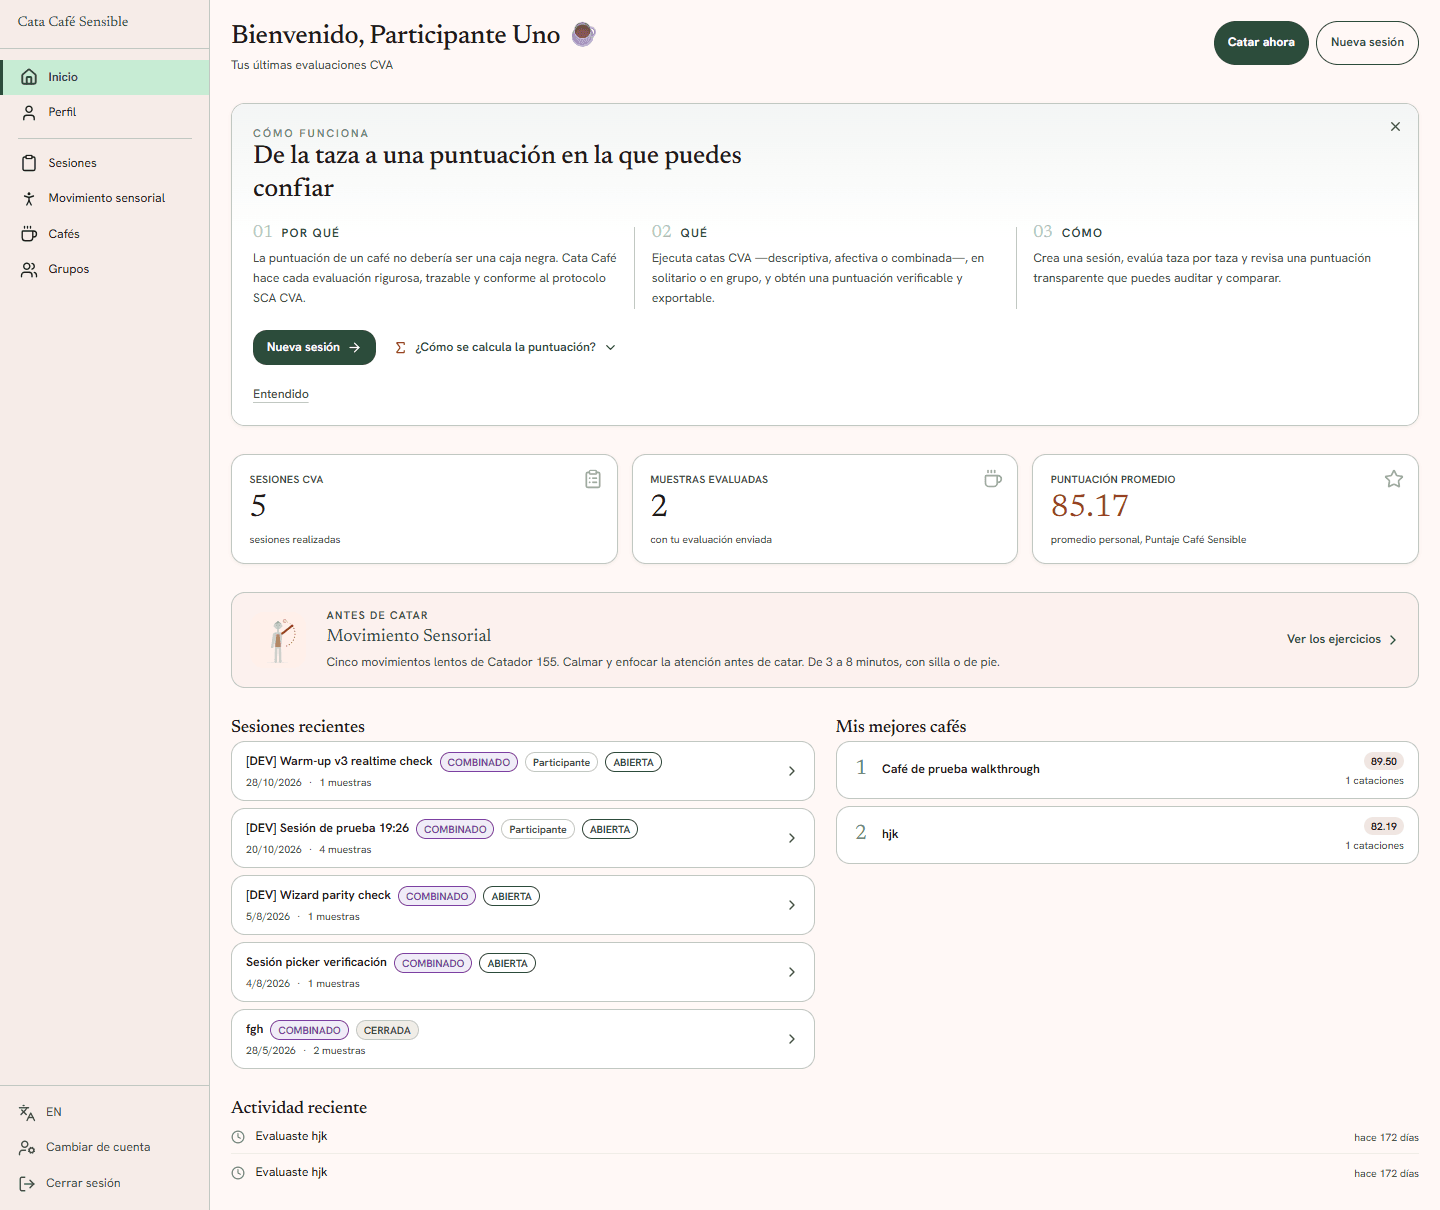 Cata Café Sensible
Inicio
Perfil
Sesiones
Movimiento sensorial
Cafés
Grupos
EN
Cambiar de cuenta
Cerrar sesión
Bienvenido, Participante Uno
Tus últimas evaluaciones CVA
Catar ahora
Nueva sesión
CÓMO FUNCIONA
De la taza a una puntuación en la que puedes
confiar
01 POR QUÉ
La puntuación de un café no debería ser una caja negra. Cata Café
hace cada evaluación rigurosa, trazable y conforme al protocolo
SCA CVA.
02 QUÉ
Ejecuta catas CVA —descriptiva, afectiva o combinada—, en
solitario o en grupo, y obtén una puntuación verificable y
exportable.
03 CÓMO
Crea una sesión, evalúa taza por taza y revisa una puntuación
transparente que puedes auditar y comparar.
Nueva sesión →
Σ ¿Cómo se calcula la puntuación?
Entendido
SESIONES CVA
5
sesiones realizadas
MUESTRAS EVALUADAS
2
con tu evaluación enviada
PUNTUACIÓN PROMEDIO
85.17
promedio personal, Puntaje Café Sensible
ANTES DE CATAR
Movimiento Sensorial
Cinco movimientos lentos de Catador 155. Calmar y enfocar la atención antes de catar. De 3 a 8 minutos, con silla o de pie.
Ver los ejercicios
Sesiones recientes
[DEV] Warm-up v3 realtime check COMBINADO Participante ABIERTA
28/10/2026 · 1 muestras
[DEV] Sesión de prueba 19:26 COMBINADO Participante ABIERTA
20/10/2026 · 4 muestras
[DEV] Wizard parity check COMBINADO ABIERTA
5/8/2026 · 1 muestras
Sesión picker verificación COMBINADO ABIERTA
4/8/2026 · 1 muestras
fgh COMBINADO CERRADA
28/5/2026 · 2 muestras
Mis mejores cafés
1 Café de prueba walkthrough 89.50
1 cataciones
2 hjk 82.19
1 cataciones
Actividad reciente
Evaluaste hjk hace 172 días
Evaluaste hjk hace 172 días